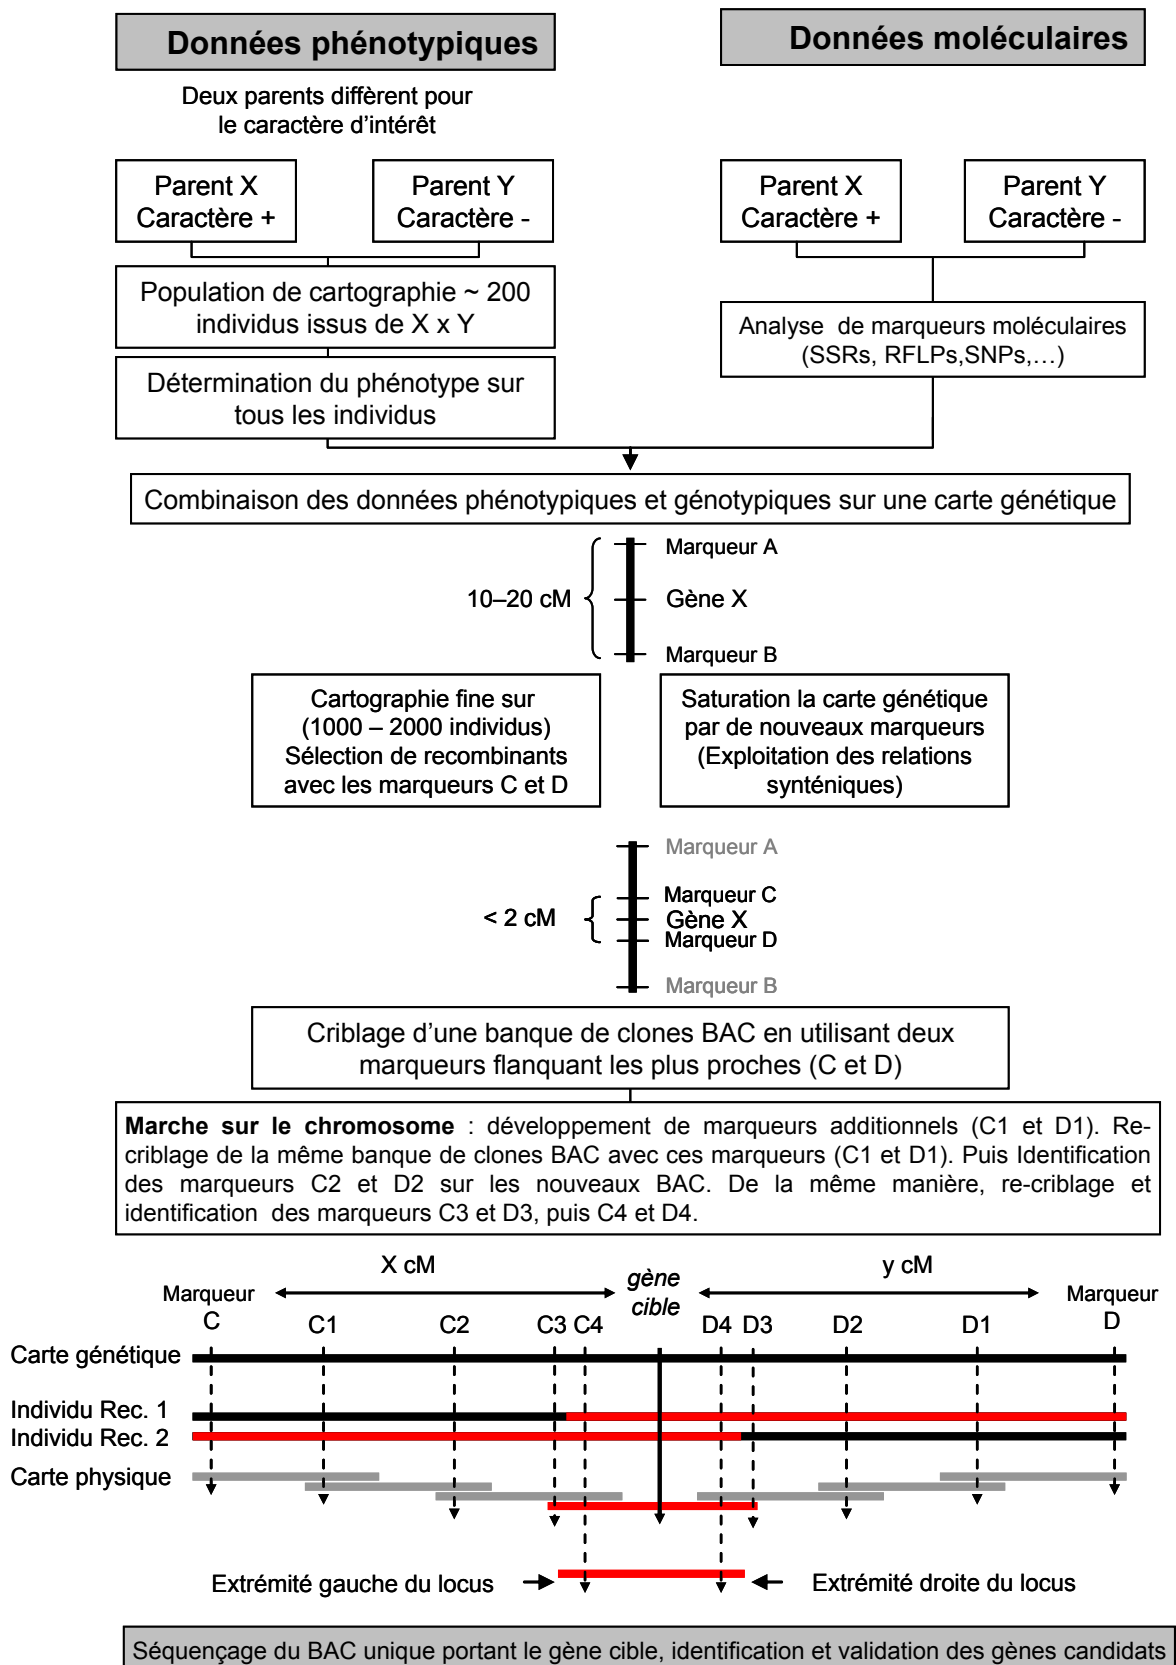 Données phénotypiques
Données moléculaires
Deux parents diffèrent pour
le caractère d'intérêt
Parent X
Caractère +
Parent Y
Caractère -
Parent X
Caractère +
Parent Y
Caractère -
Population de cartographie ~ 200
individus issus de X x Y
Analyse de marqueurs moléculaires
(SSRs, RFLPs,SNPs,…)
Détermination du phénotype sur
tous les individus
Combinaison des données phénotypiques et génotypiques sur une carte génétique
Marqueur A
10–20 cM
Gène X
Marqueur B
Cartographie fine sur
(1000 – 2000 individus)
Sélection de recombinants
avec les marqueurs C et D
Saturation la carte génétique
par de nouveaux marqueurs
(Exploitation des relations
synténiques)
Marqueur A
Marqueur C
< 2 cM
Gène X
Marqueur D
Marqueur B
Criblage d'une banque de clones BAC en utilisant deux
marqueurs flanquant les plus proches (C et D)
Marche sur le chromosome : développement de marqueurs additionnels (C1 et D1). Re-
criblage de la même banque de clones BAC avec ces marqueurs (C1 et D1). Puis Identification
des marqueurs C2 et D2 sur les nouveaux BAC. De la même manière, re-criblage et
identification des marqueurs C3 et D3, puis C4 et D4.
X cM
gène
cible
y cM
Marqueur
C
C1
C2
C3
C4
D4
D3
D2
D1
Marqueur
D
Carte génétique
Individu Rec. 1
Individu Rec. 2
Carte physique
Extrémité gauche du locus
Extrémité droite du locus
Séquençage du BAC unique portant le gène cible, identification et validation des gènes candidats